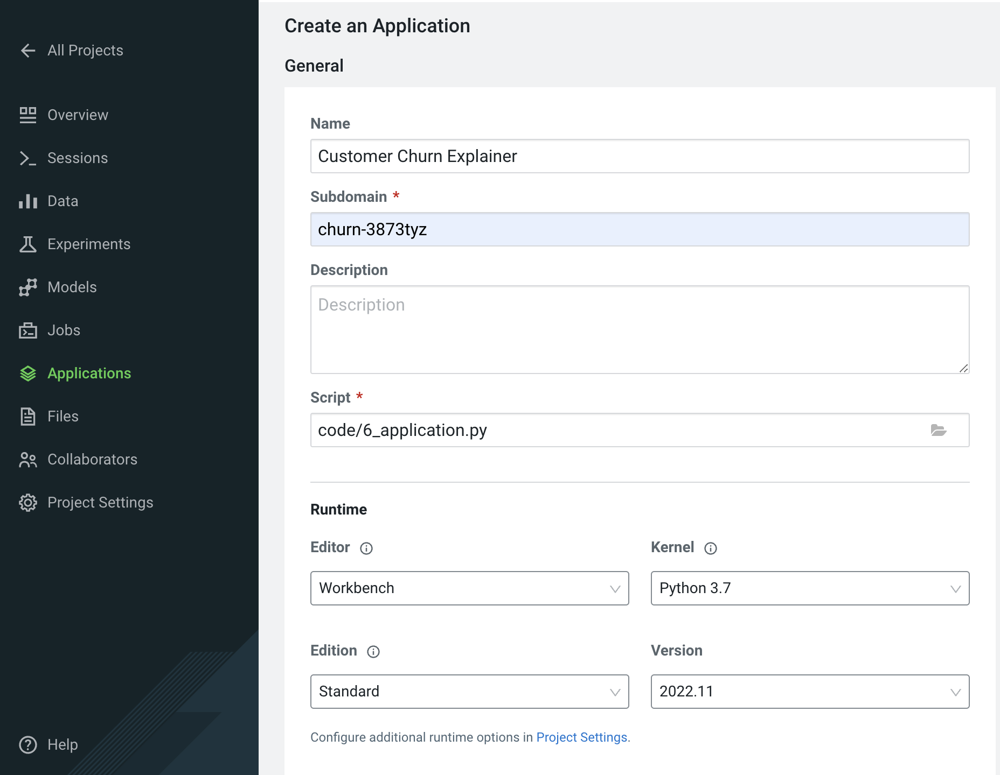 All Projects
Overview
Sessions
Data
Experiments
Models
Jobs
Applications
Files
Collaborators
Project Settings
Help
Create an Application
General
Name
Customer Churn Explainer
Subdomain *
churn-3873tyz
Description
Description
Script *
code/6_application.py
Runtime
Editor
Workbench
Kernel
Python 3.7
Edition
Standard
Version
2022.11
Configure additional runtime options in Project Settings.